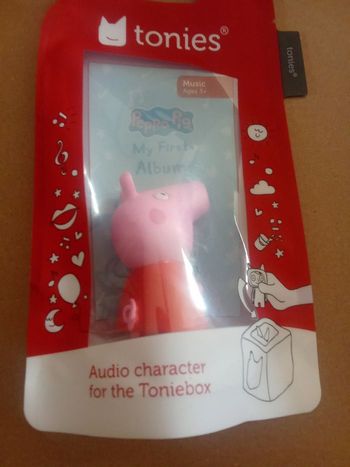 tonies®
tonies®
Music
Ages 3+
Peppa Pig
My First
Album
Audio character
for the Toniebox